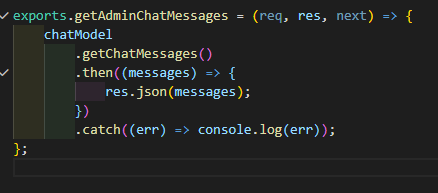 exports.getAdminChatMessages = (req, res, next) => {
  chatModel
    .getChatMessages()
    .then((messages) => {
      res.json(messages);
    })
    .catch((err) => console.log(err));
};